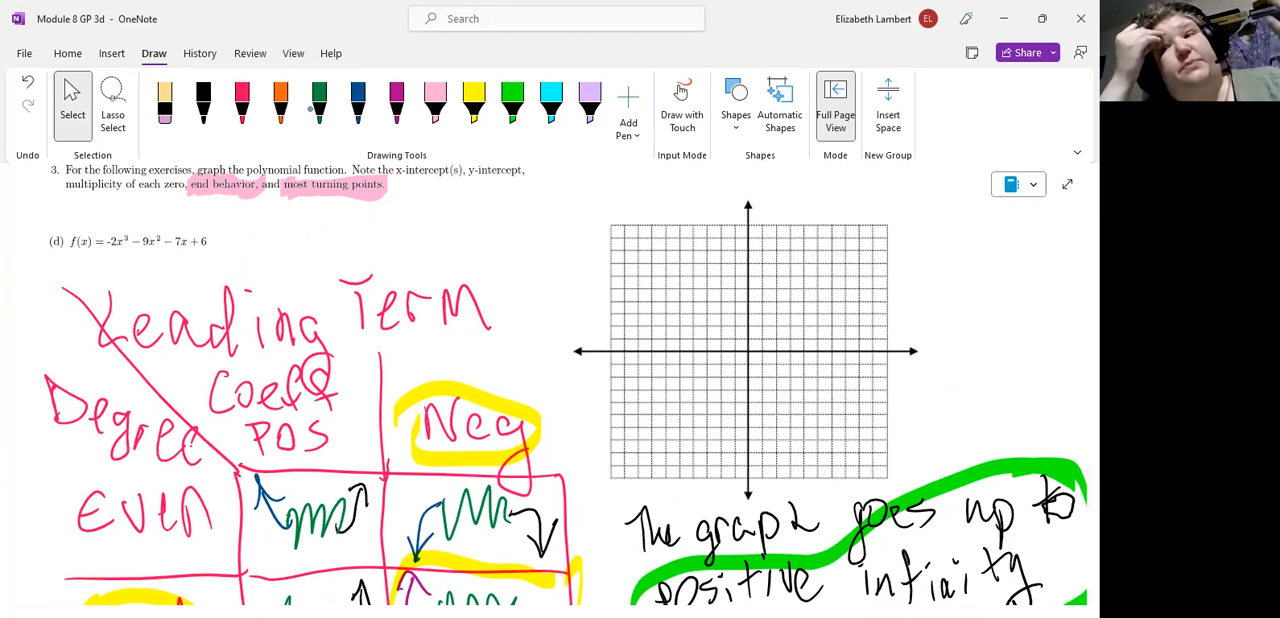 Module 8 GP 3d - OneNote
Search
Elizabeth Lambert EL
File Home Insert Draw History Review View Help
Share
Select
Lasso Select
Add Pen
Draw with Touch
Shapes
Automatic Shapes
Full Page View
Insert Space
Undo Selection Drawing Tools Input Mode Shapes Mode New Group
3. For the following exercises, graph the polynomial function. Note the x-intercept(s), y-intercept,
multiplicity of each zero, end behavior, and most turning points.
(d) f(x) = -2x³ − 9x² − 7x + 6
Leading Term
Coeff
Degree POS Neg
EVEN
The graph goes up to
positive infiaity